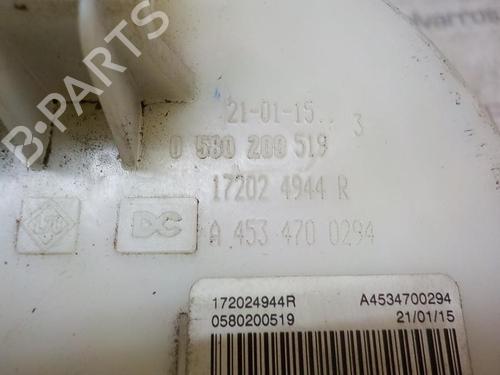 21-01-15.. 3
0 580 200 519
17202 4944 R
DC A 453 470 0294
172024944R A4534700294
0580200519 21/01/15